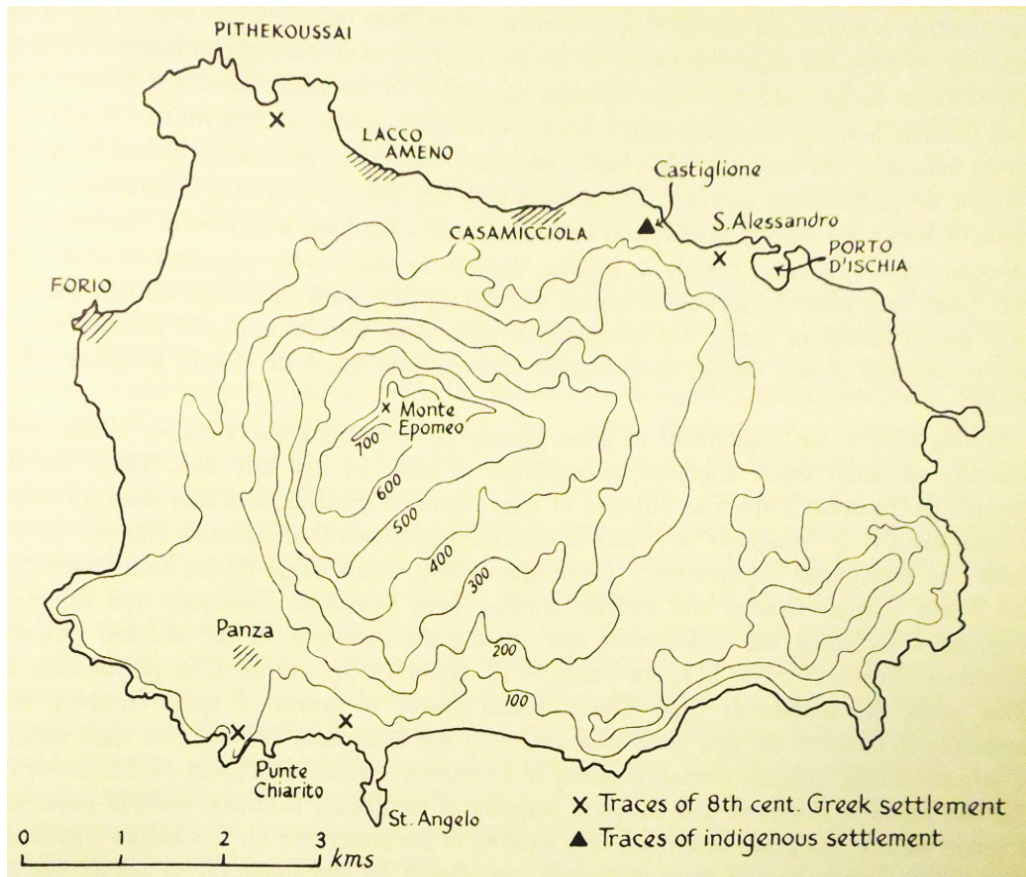 PITHEKOUSSAI
LACCO
AMENO
Castiglione
S. Alessandro
CASAMICCIOLA
PORTO
D'ISCHIA
FORIO
Monte
Epomeo
700
600
500
400
300
200
100
Panza
Punte
Chiarito
St. Angelo
× Traces of 8th cent. Greek settlement
▲ Traces of indigenous settlement
0 1 2 3 kms